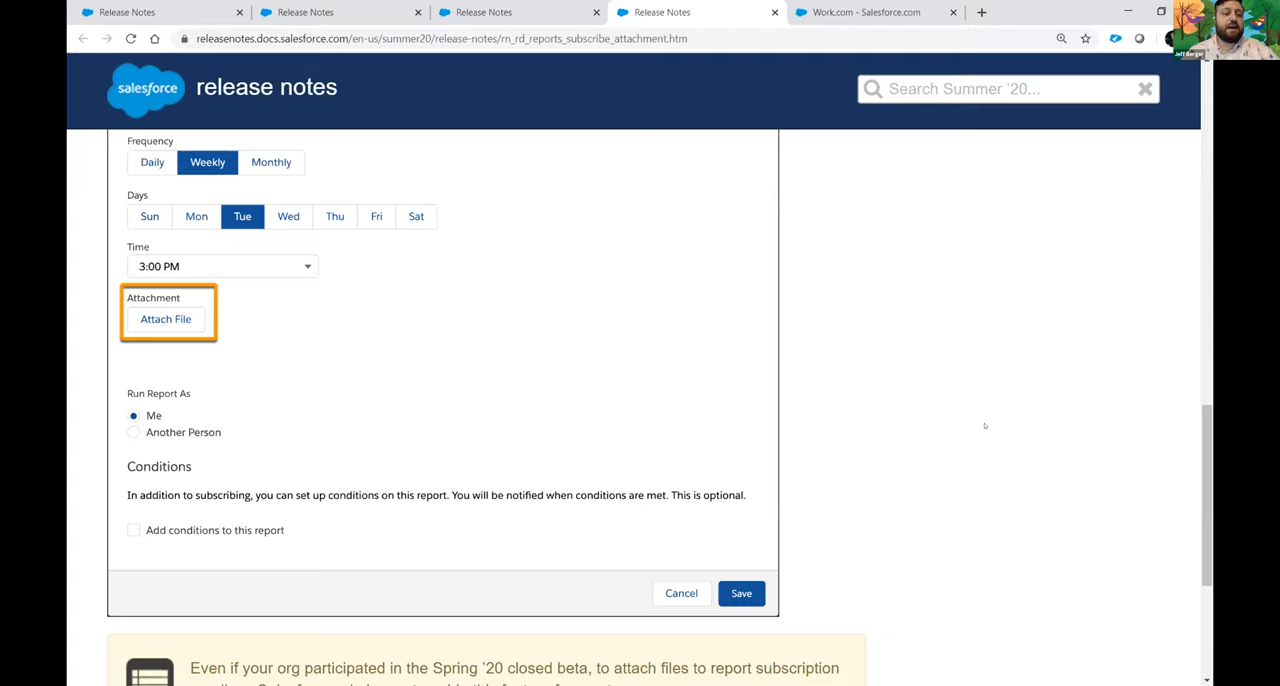 Release Notes
Release Notes
Release Notes
Release Notes
Work.com - Salesforce.com
releasenotes.docs.salesforce.com/en-us/summer20/release-notes/rn_rd_reports_subscribe_attachment.htm
Jeff Berger
salesforce
release notes
Search Summer '20...
Frequency
Daily Weekly Monthly
Days
Sun Mon Tue Wed Thu Fri Sat
Time
3:00 PM
Attachment
Attach File
Run Report As
Me
Another Person
Conditions
In addition to subscribing, you can set up conditions on this report. You will be notified when conditions are met. This is optional.
Add conditions to this report
Cancel Save
Even if your org participated in the Spring '20 closed beta, to attach files to report subscription